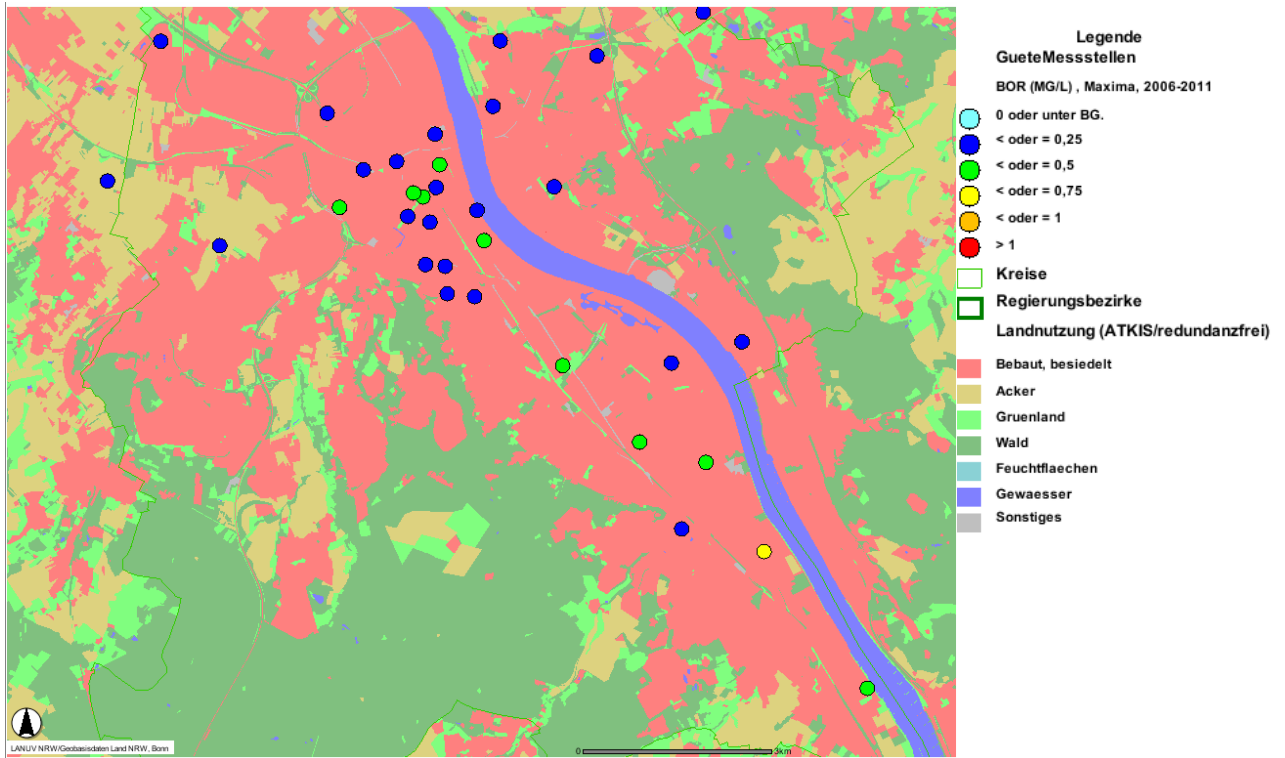 Legende
GueteMessstellen
BOR (MG/L) , Maxima, 2006-2011
0 oder unter BG.
< oder = 0,25
< oder = 0,5
< oder = 0,75
< oder = 1
> 1
Kreise
Regierungsbezirke
Landnutzung (ATKIS/redundanzfrei)
Bebaut, besiedelt
Acker
Gruenland
Wald
Feuchtflaechen
Gewaesser
Sonstiges
LANUV NRW/Geobasisdaten Land NRW, Bonn
0 3km